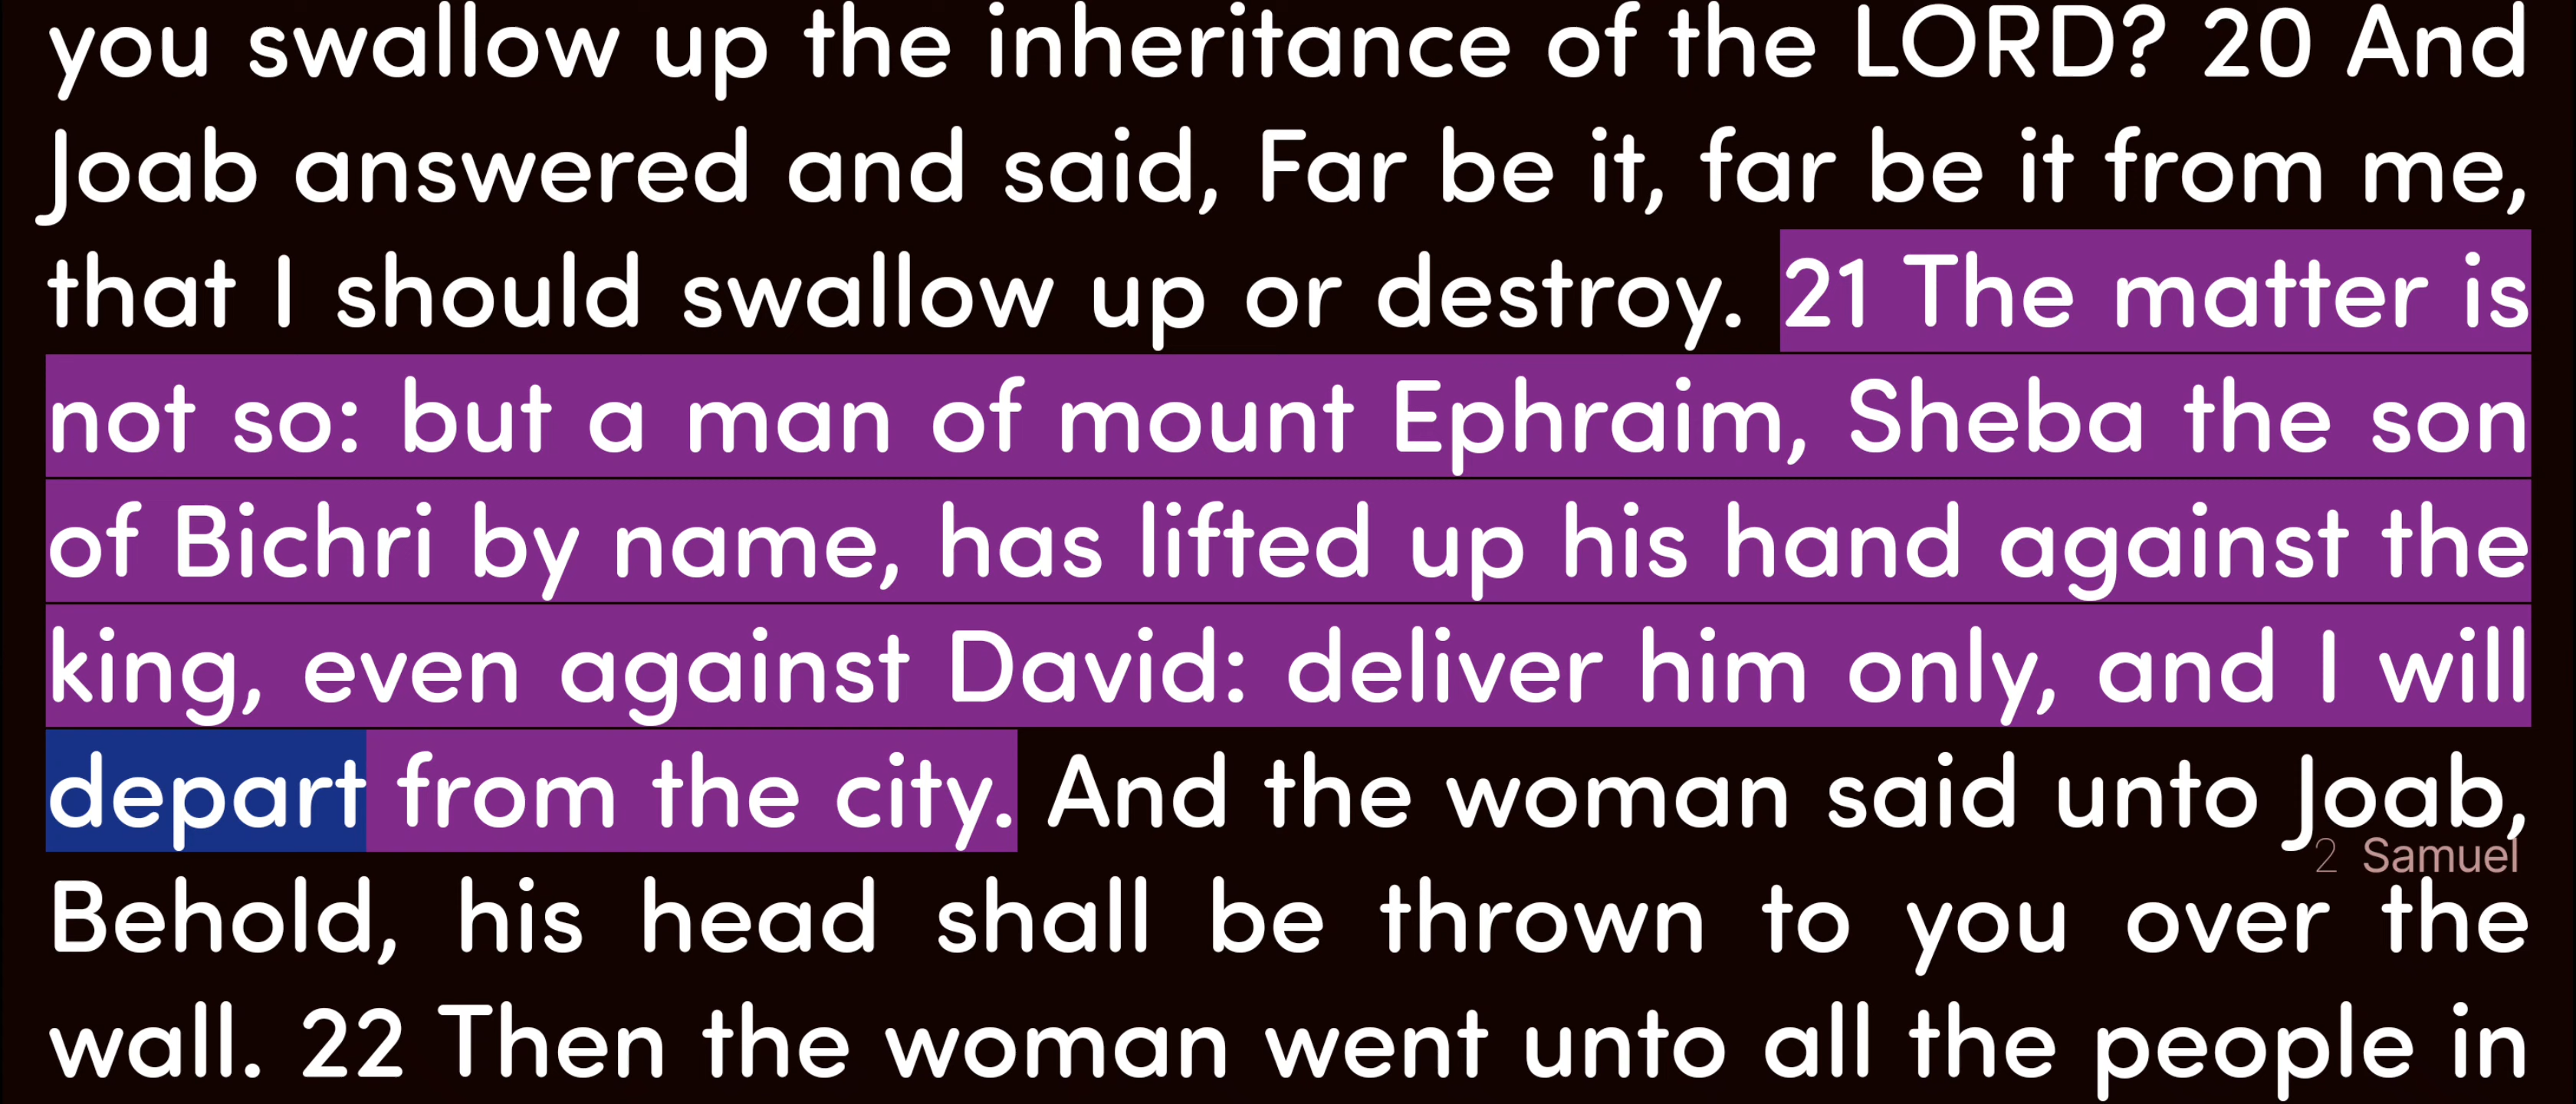 you swallow up the inheritance of the LORD? 20 And
Joab answered and said, Far be it, far be it from me,
that I should swallow up or destroy. 21 The matter is
not so: but a man of mount Ephraim, Sheba the son
of Bichri by name, has lifted up his hand against the
king, even against David: deliver him only, and I will
depart from the city. And the woman said unto Joab,
2 Samuel
Behold, his head shall be thrown to you over the
wall. 22 Then the woman went unto all the people in